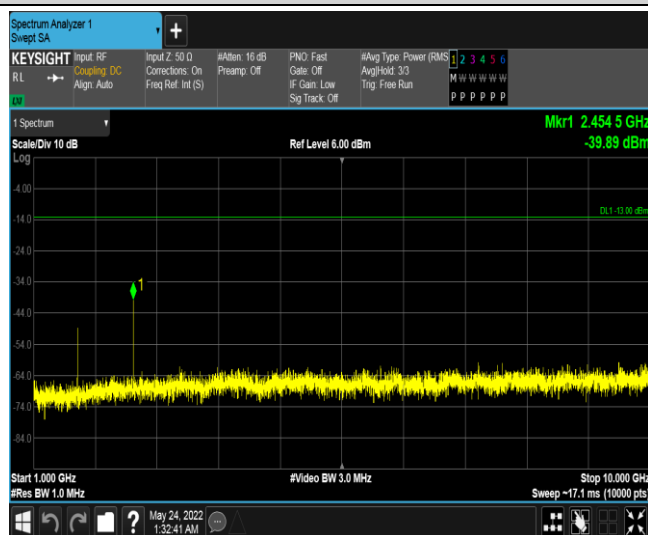 Spectrum Analyzer 1
Swept SA
+
KEYSIGHT
RL
Input: RF
Coupling: DC
Align: Auto
Input Z: 50 Ω
Corrections: On
Freq Ref: Int (S)
#Atten: 16 dB
Preamp: Off
PNO: Fast
Gate: Off
IF Gain: Low
Sig Track: Off
#Avg Type: Power (RMS
Avg|Hold: 3/3
Trig: Free Run
1 2 3 4 5 6
M W W W W W
P P P P P P
1 Spectrum
Mkr1 2.454 5 GHz
Scale/Div 10 dB
Ref Level 6.00 dBm
-39.89 dBm
Log
-4.00
DL1 -13.00 dBm
-14.0
-24.0
-34.0
1
-44.0
-54.0
-64.0
-74.0
-84.0
Start 1.000 GHz
#Video BW 3.0 MHz
Stop 10.000 GHz
#Res BW 1.0 MHz
Sweep ~17.1 ms (10000 pts)
?
May 24, 2022
1:32:41 AM